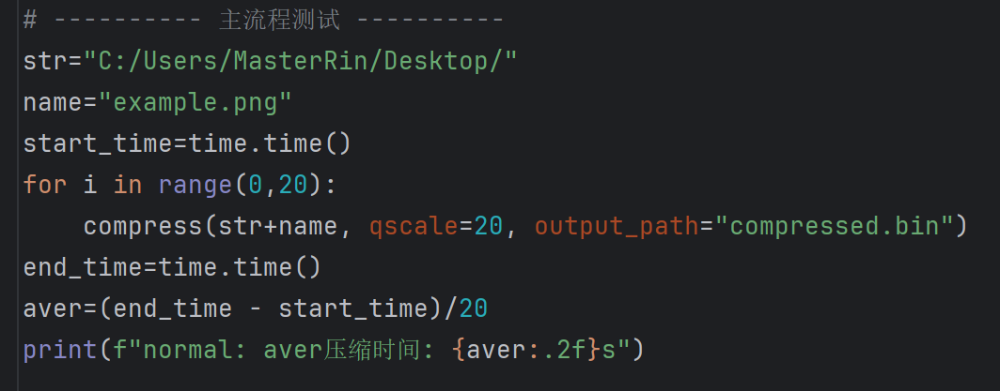 # ---------- 主流程测试 ----------
str="C:/Users/MasterRin/Desktop/"
name="example.png"
start_time=time.time()
for i in range(0,20):
    compress(str+name, qscale=20, output_path="compressed.bin")
end_time=time.time()
aver=(end_time - start_time)/20
print(f"normal: aver压缩时间: {aver:.2f}s")